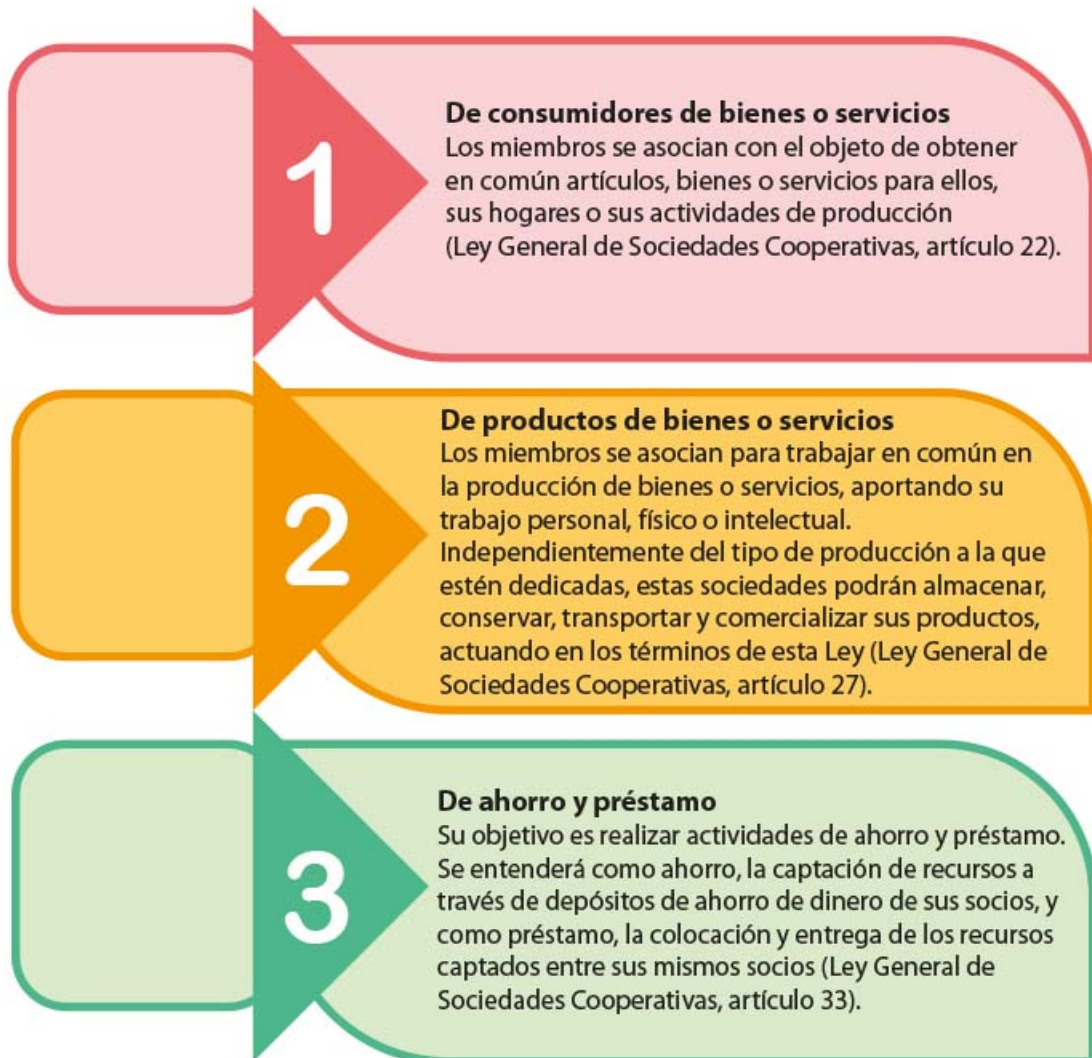 1
De consumidores de bienes o servicios
Los miembros se asocian con el objeto de obtener
en común artículos, bienes o servicios para ellos,
sus hogares o sus actividades de producción
(Ley General de Sociedades Cooperativas, artículo 22).
2
De productos de bienes o servicios
Los miembros se asocian para trabajar en común en
la producción de bienes o servicios, aportando su
trabajo personal, físico o intelectual.
Independientemente del tipo de producción a la que
estén dedicadas, estas sociedades podrán almacenar,
conservar, transportar y comercializar sus productos,
actuando en los términos de esta Ley (Ley General de
Sociedades Cooperativas, artículo 27).
3
De ahorro y préstamo
Su objetivo es realizar actividades de ahorro y préstamo.
Se entenderá como ahorro, la captación de recursos a
través de depósitos de ahorro de dinero de sus socios, y
como préstamo, la colocación y entrega de los recursos
captados entre sus mismos socios (Ley General de
Sociedades Cooperativas, artículo 33).